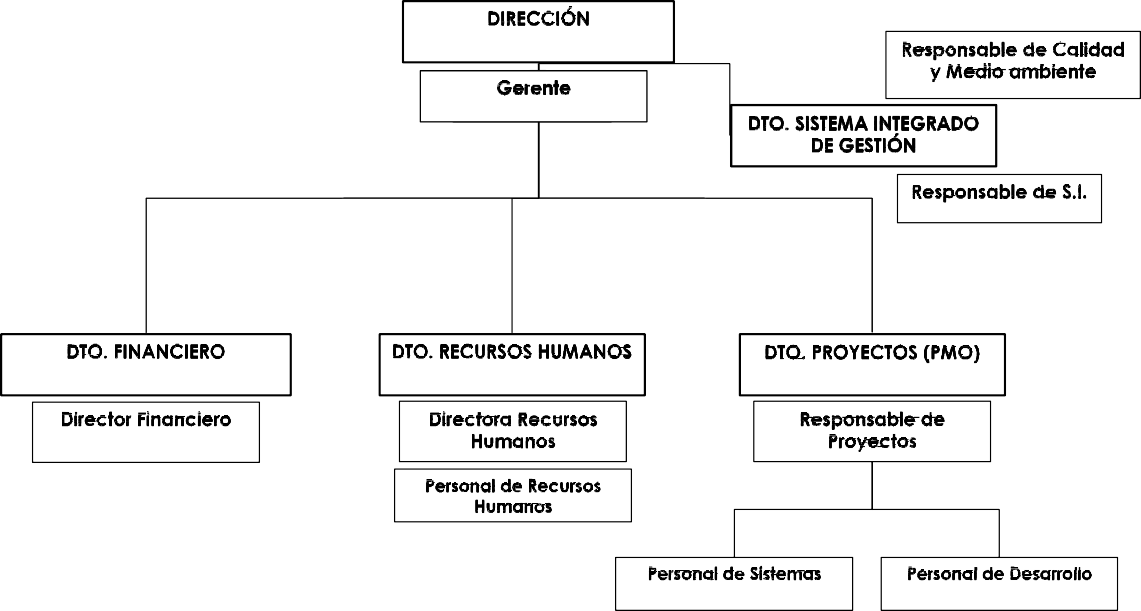 DIRECCIÓN
Gerente
Responsable de Calidad
y Medio ambiente
DTO. SISTEMA INTEGRADO
DE GESTIÓN
Responsable de S.I.
DTO. FINANCIERO
Director Financiero
DTO. RECURSOS HUMANOS
Directora Recursos
Humanos
Personal de Recursos
Humanos
DTO. PROYECTOS (PMO)
Responsable de
Proyectos
Personal de Sistemas
Personal de Desarrollo